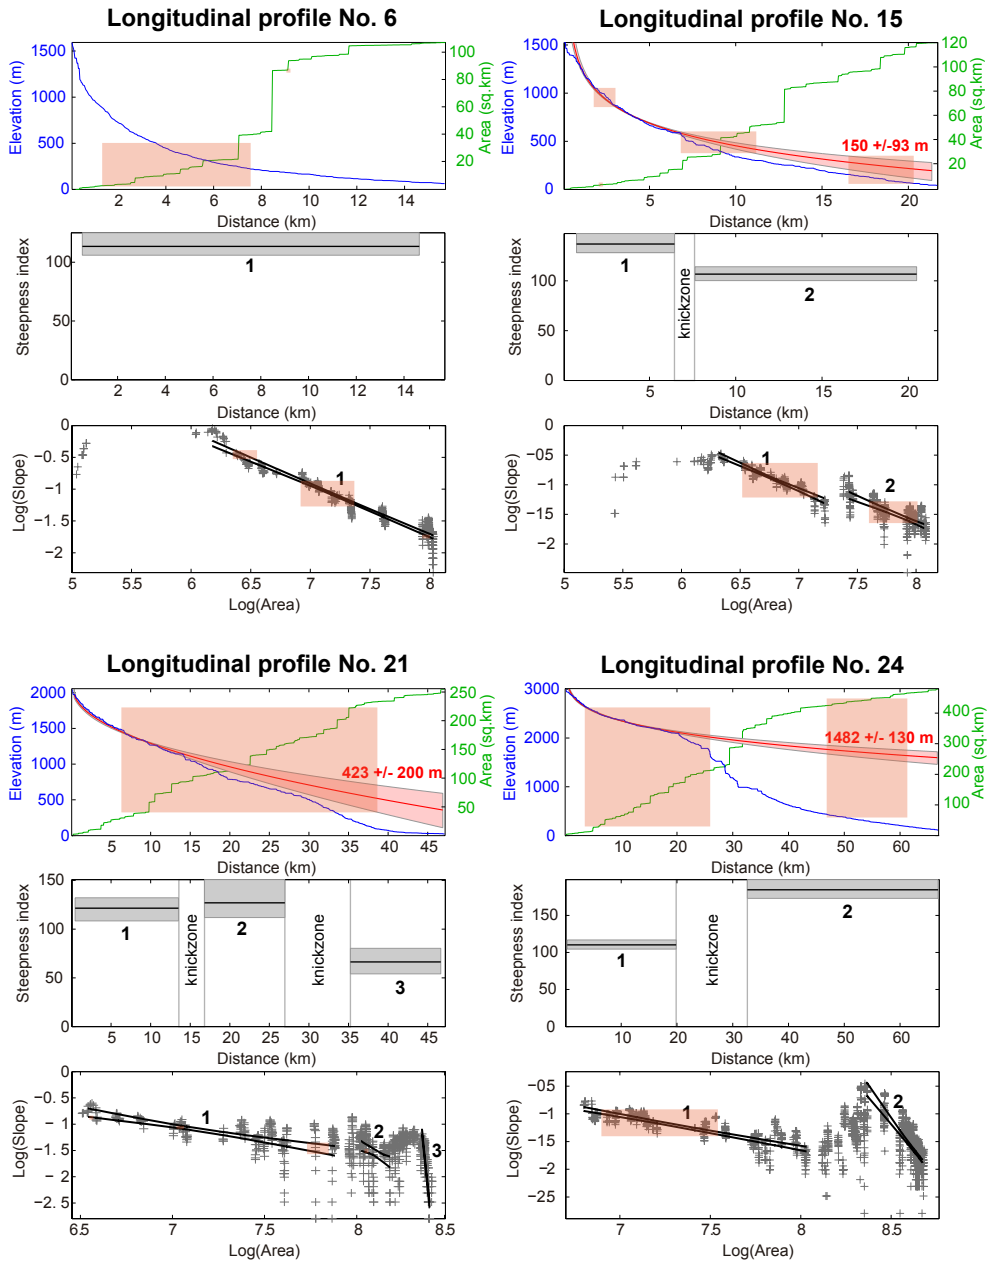 Longitudinal profile No. 6
Elevation (m)
1500
1000
500
0
100
80
60
40
20
Area (sq.km)
2 4 6 8 10 12 14
Distance (km)
Steepness index
100
50
0
1
2 4 6 8 10 12 14
Distance (km)
Log(Slope)
0
−0.5
−1.0
−1.5
−2
1
5 5.5 6 6.5 7 7.5 8
Log(Area)
Longitudinal profile No. 15
Elevation (m)
1500
1000
500
0
120
100
80
60
40
20
Area (sq.km)
150 +/-93 m
5 10 15 20
Distance (km)
Steepness index
100
0
1
knickzone
2
5 10 15 20
Distance (km)
Log(Slope)
0
−0.5
−1
−1.5
−2
1
2
5 5.5 6 6.5 7 7.5 8
Log(Area)
Longitudinal profile No. 21
Elevation (m)
2000
1500
1000
500
0
250
200
150
100
50
Area (sq.km)
423 +/- 200 m
5 10 15 20 25 30 35 40 45
Distance (km)
Steepness index
150
100
50
0
1
knickzone
2
knickzone
3
5 10 15 20 25 30 35 40 45
Distance (km)
Log(Slope)
0
−0.5
−1
−1.5
−2
−2.5
1
2
3
6.5 7 7.5 8 8.5
Log(Area)
Longitudinal profile No. 24
Elevation (m)
3000
2000
1000
0
400
300
200
100
Area (sq.km)
1482 +/- 130 m
10 20 30 40 50 60
Distance (km)
Steepness index
150
100
50
0
1
knickzone
2
10 20 30 40 50 60
Distance (km)
Log(Slope)
−05
−10
−15
−20
−25
1
2
7 7.5 8 8.5
Log(Area)